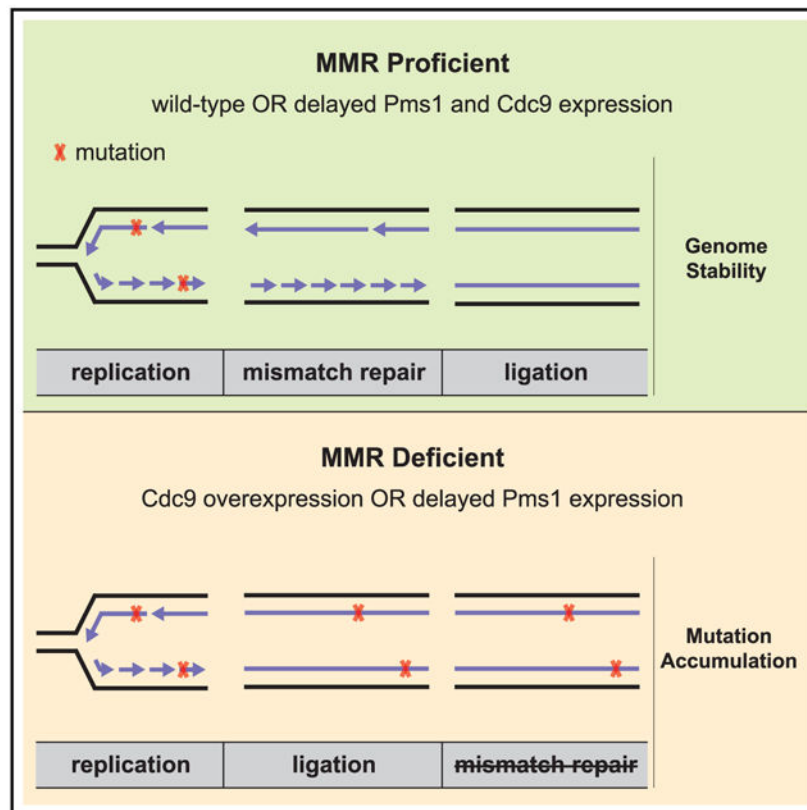 MMR Proficient
wild-type OR delayed Pms1 and Cdc9 expression
mutation
Genome
Stability
replication
mismatch repair
ligation
MMR Deficient
Cdc9 overexpression OR delayed Pms1 expression
Mutation
Accumulation
replication
ligation
mismatch repair